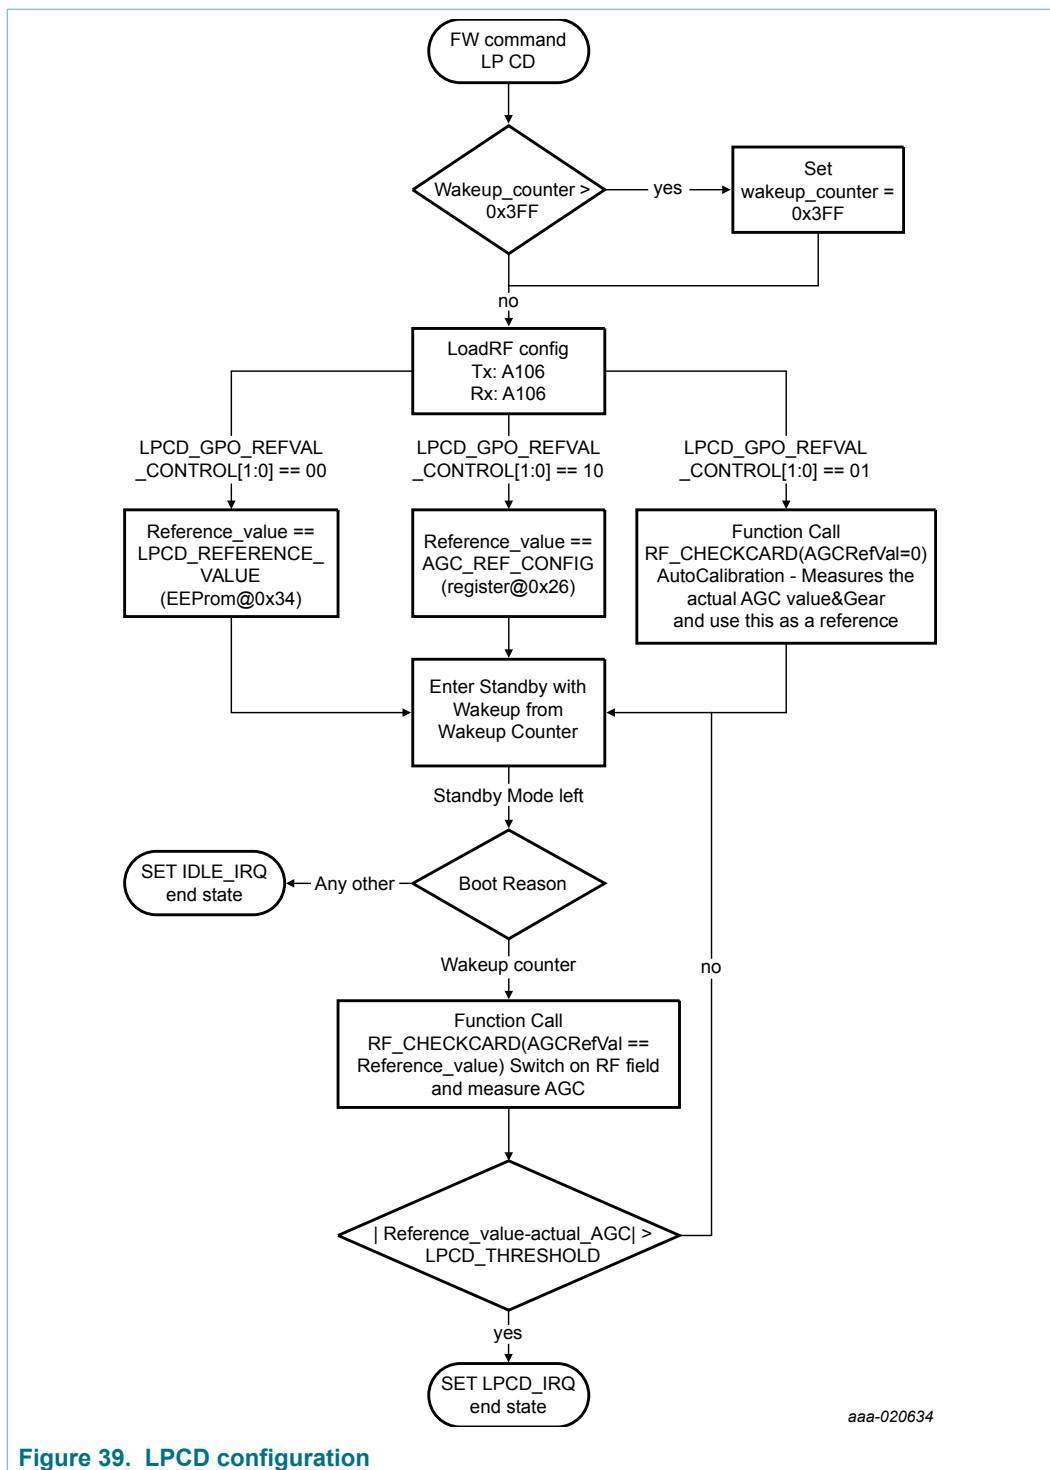 FW command
LP CD
Wakeup_counter >
0x3FF
yes
Set
wakeup_counter =
0x3FF
no
LoadRF config
Tx: A106
Rx: A106
LPCD_GPO_REFVAL
_CONTROL[1:0] == 00
LPCD_GPO_REFVAL
_CONTROL[1:0] == 10
LPCD_GPO_REFVAL
_CONTROL[1:0] == 01
Reference_value ==
LPCD_REFERENCE_
VALUE
(EEProm@0x34)
Reference_value ==
AGC_REF_CONFIG
(register@0x26)
Function Call
RF_CHECKCARD(AGCRefVal=0)
AutoCalibration - Measures the
actual AGC value&Gear
and use this as a reference
Enter Standby with
Wakeup from
Wakeup Counter
Standby Mode left
SET IDLE_IRQ
end state
Any other
Boot Reason
Wakeup counter
no
Function Call
RF_CHECKCARD(AGCRefVal ==
Reference_value) Switch on RF field
and measure AGC
| Reference_value-actual_AGC| >
LPCD_THRESHOLD
yes
SET LPCD_IRQ
end state
aaa-020634
Figure 39. LPCD configuration